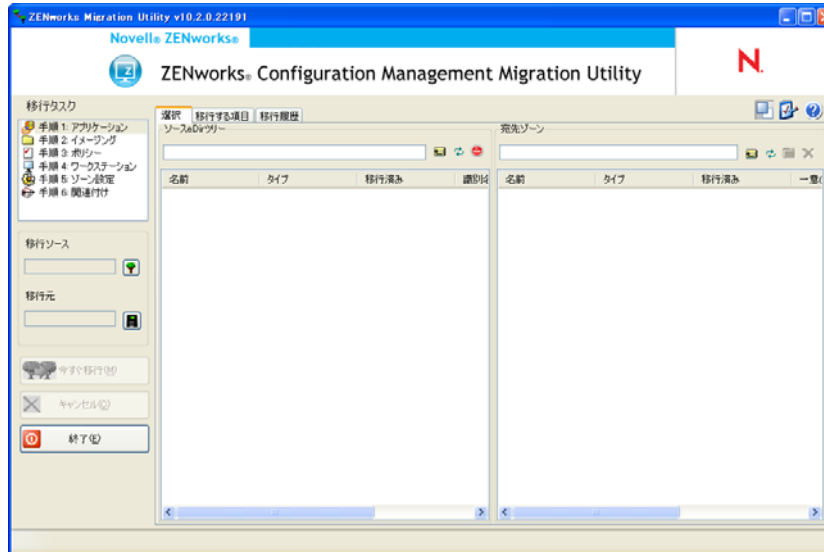 ZENworks Migration Utility v10.2.0.22191
Novell® ZENworks®
ZENworks® Configuration Management Migration Utility
N.
移行タスク
手順 1: アプリケーション
手順 2: イメージング
手順 3: ポリシー
手順 4: ワークステーション
手順 5: ゾーン設定
手順 6: 関連付け
移行ソース
移行元
今すぐ移行(M)
キャンセル(C)
終了(E)
選択 移行する項目 移行履歴
ソースeDirツリー
名前 タイプ 移行済み 識別名
宛先ゾーン
名前 タイプ 移行済み 一意の